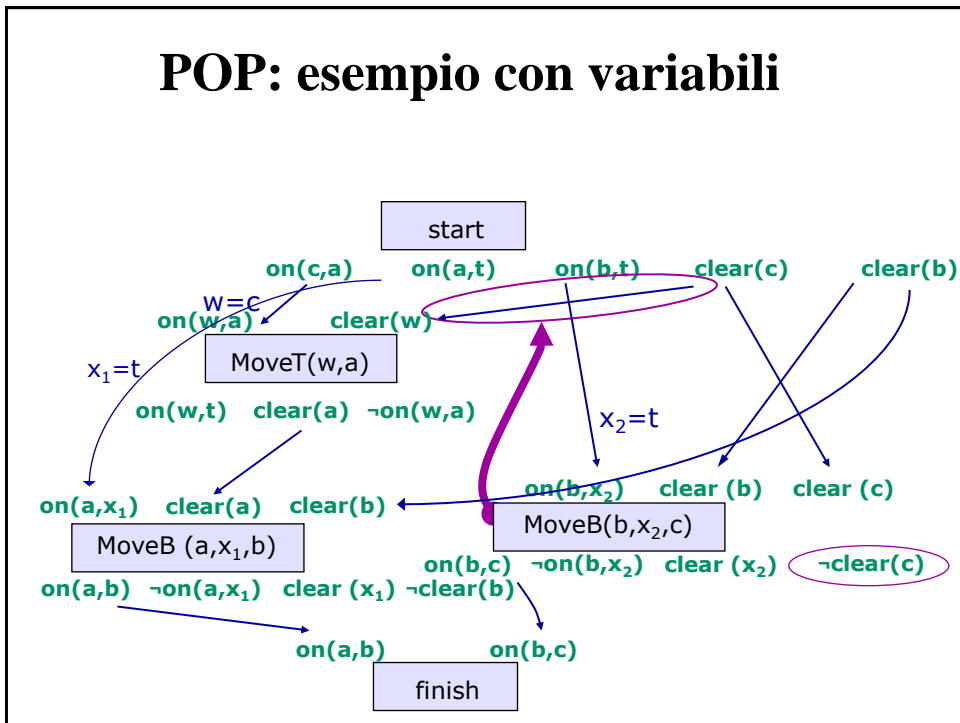 POP: esempio con variabili
start
on(c,a) on(a,t) on(b,t) clear(c) clear(b)
w=c
on(w,a) clear(w)
MoveT(w,a)
x₁=t
on(w,t) clear(a) ¬on(w,a)
x₂=t
on(a,x₁) clear(a) clear(b) on(b,x₂) clear (b) clear (c)
MoveB (a,x₁,b) MoveB(b,x₂,c)
on(b,c) ¬on(b,x₂) clear (x₂) ¬clear(c)
on(a,b) ¬on(a,x₁) clear (x₁) ¬clear(b)
on(a,b) on(b,c)
finish